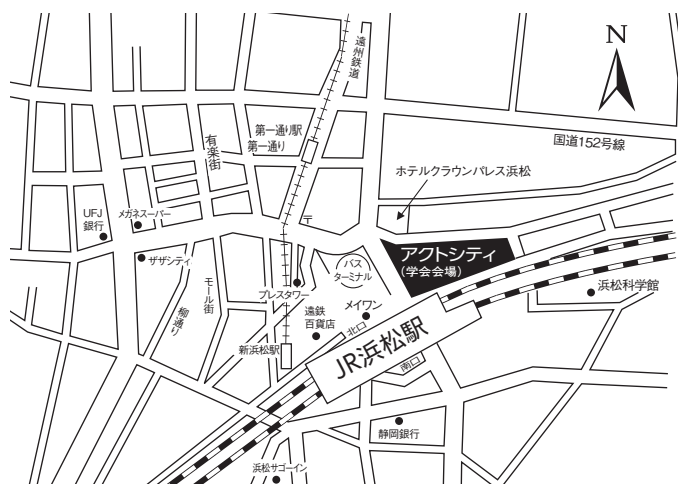 N
遠州鉄道
第一通り駅
第一通り
有楽街
国道152号線
ホテルクラウンパレス浜松
〒
UFJ
銀行
メガネスーパー
アクトシティ
(学会会場)
ザザシティ
バス
ターミナル
モール街
柳通り
プレスタワー
浜松科学館
遠鉄
百貨店
メイワン
北口
新浜松駅
JR浜松駅
南口
静岡銀行
浜松サゴーイン